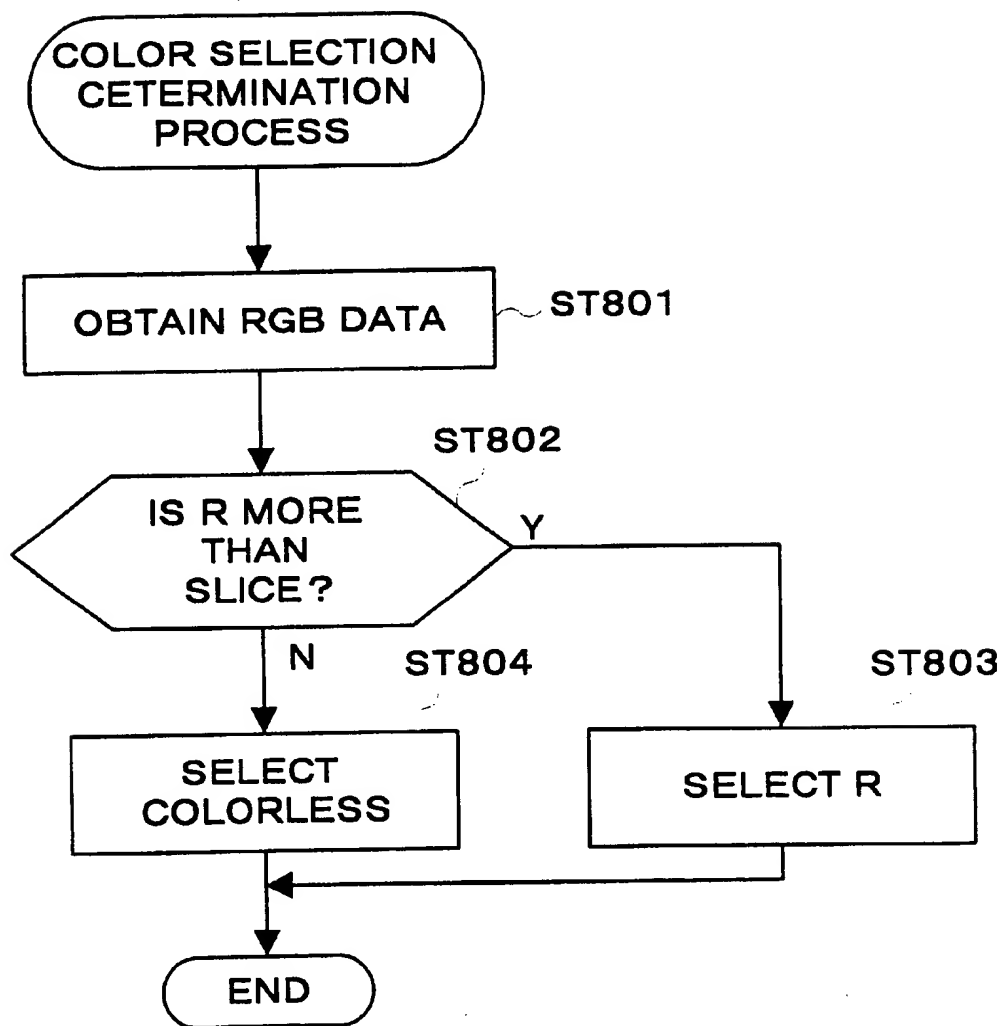 COLOR SELECTION
CETERMINATION
PROCESS
OBTAIN RGB DATA
ST801
ST802
IS R MORE
THAN
SLICE?
Y
N
ST804
ST803
SELECT
COLORLESS
SELECT R
END